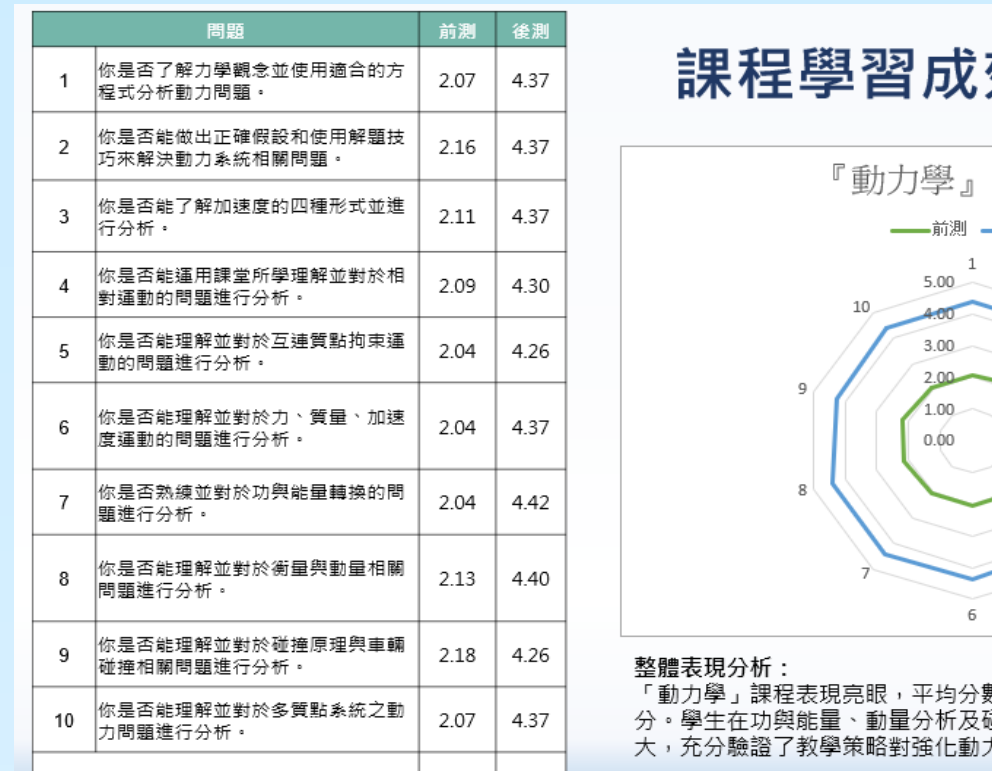 問題 前測 後測
1 你是否了解力學觀念並使用適合的方
程式分析動力問題。 2.07 4.37
2 你是否能做出正確假設和使用解題技
巧來解決動力系統相關問題。 2.16 4.37
3 你是否能了解加速度的四種形式並進
行分析。 2.11 4.37
4 你是否能運用課堂所學理解並對於相
對運動的問題進行分析。 2.09 4.30
5 你是否能理解並對於互連質點拘束運
動的問題進行分析。 2.04 4.26
6 你是否能理解並對於力、質量、加速
度運動的問題進行分析。 2.04 4.37
7 你是否熟練並對於功與能量轉換的問
題進行分析。 2.04 4.42
8 你是否能理解並對於衝量與動量相關
問題進行分析。 2.13 4.40
9 你是否能理解並對於碰撞原理與車輛
碰撞相關問題進行分析。 2.18 4.26
10 你是否能理解並對於多質點系統之動
力問題進行分析。 2.07 4.37
課程學習成
『動力學』
前測
1
5.00
10
4.00
3.00
2.00
9
1.00
0.00
8
7
6
整體表現分析：
「動力學」課程表現亮眼，平均分數
分。學生在功與能量、動量分析及
大，充分驗證了教學策略對強化動